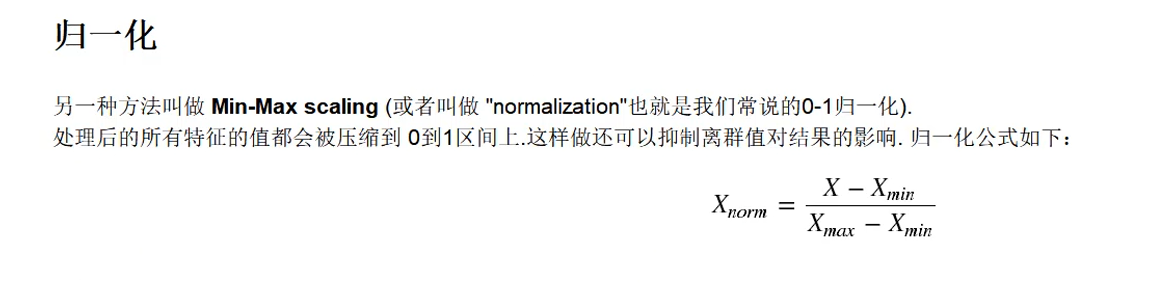 归一化
另一种方法叫做 Min-Max scaling (或者叫做 "normalization"也就是我们常说的0-1归一化).
处理后的所有特征的值都会被压缩到 0到1区间上.这样做还可以抑制离群值对结果的影响. 归一化公式如下：
X_{norm} = \frac{X - X_{min}}{X_{max} - X_{min}}